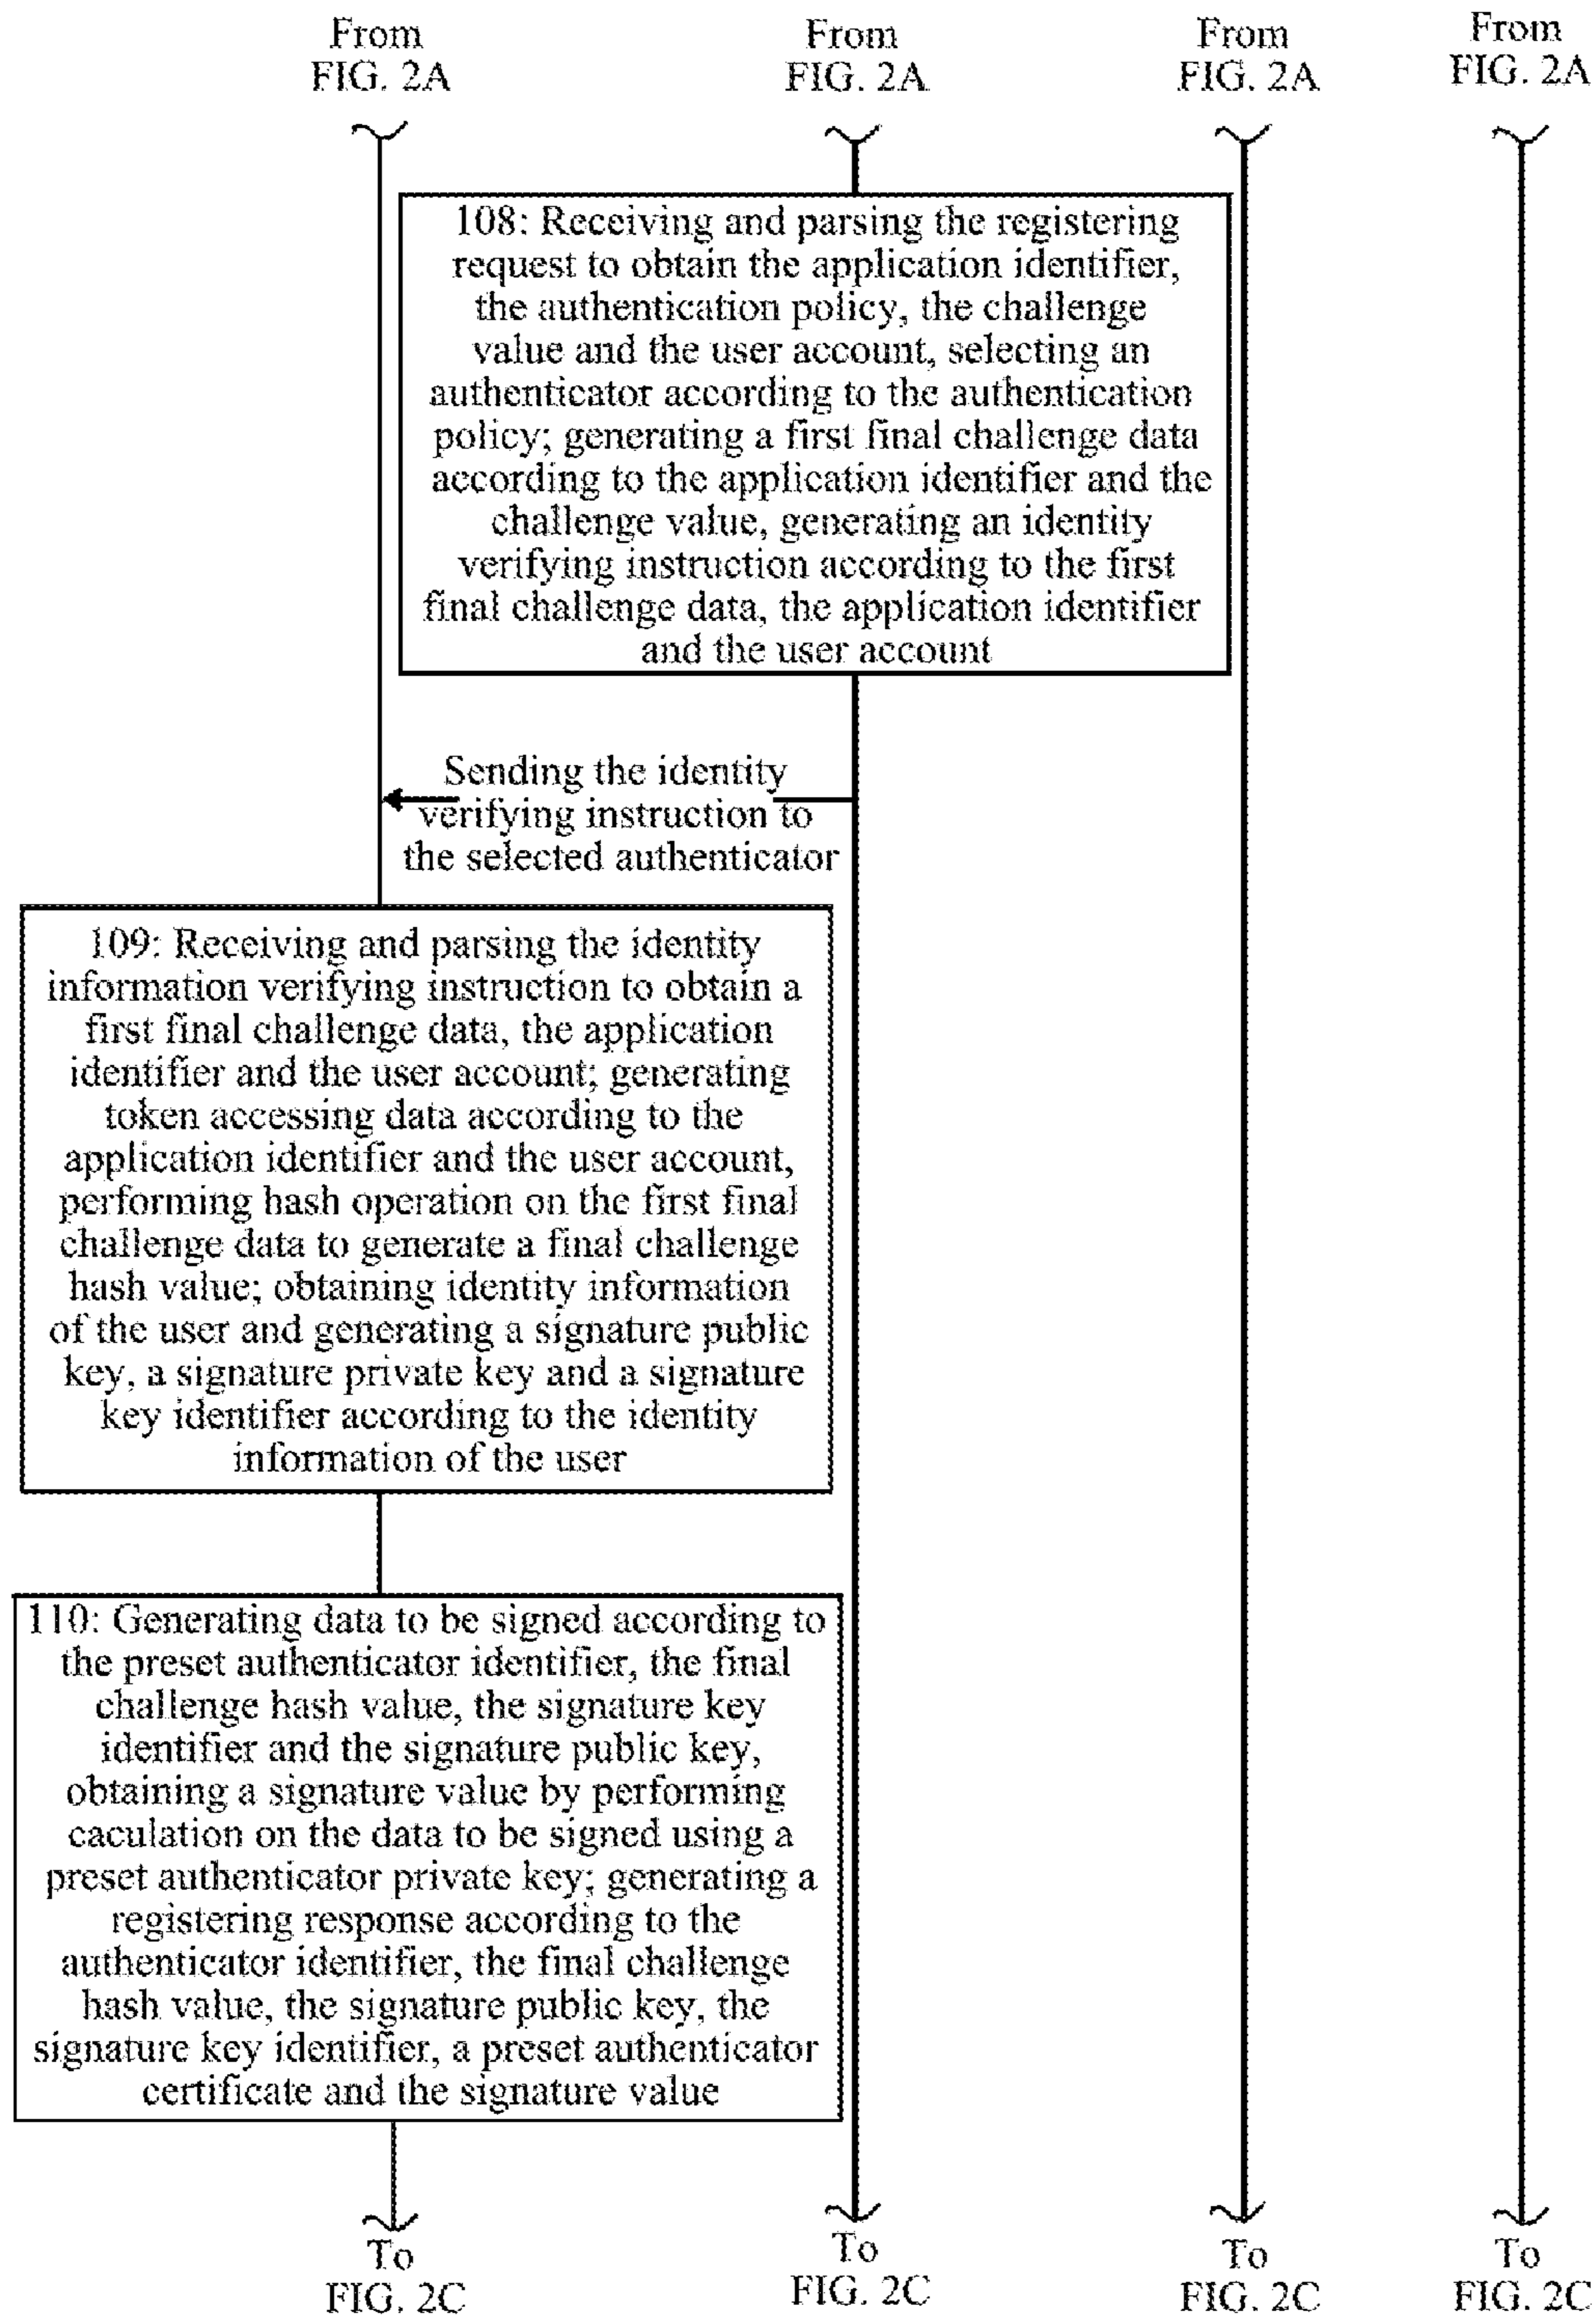 From
FIG. 2A
From
FIG. 2A
From
FIG. 2A
From
FIG. 2A
108: Receiving and parsing the registering
request to obtain the application identifier,
the authentication policy, the challenge
value and the user account, selecting an
authenticator according to the authentication
policy; generating a first final challenge data
according to the application identifier and the
challenge value, generating an identity
verifying instruction according to the first
final challenge data, the application identifier
and the user account
Sending the identity
verifying instruction to
the selected authenticator
109: Receiving and parsing the identity
information verifying instruction to obtain a
first final challenge data, the application
identifier and the user account; generating
token accessing data according to the
application identifier and the user account,
performing hash operation on the first final
challenge data to generate a final challenge
hash value; obtaining identity information
of the user and generating a signature public
key, a signature private key and a signature
key identifier according to the identity
information of the user
110: Generating data to be signed according to
the preset authenticator identifier, the final
challenge hash value, the signature key
identifier and the signature public key,
obtaining a signature value by performing
caculation on the data to be signed using a
preset authenticator private key; generating a
registering response according to the
authenticator identifier, the final challenge
hash value, the signature public key, the
signature key identifier, a preset authenticator
certificate and the signature value
To
FIG. 2C
To
FIG. 2C
To
FIG. 2C
To
FIG. 2C